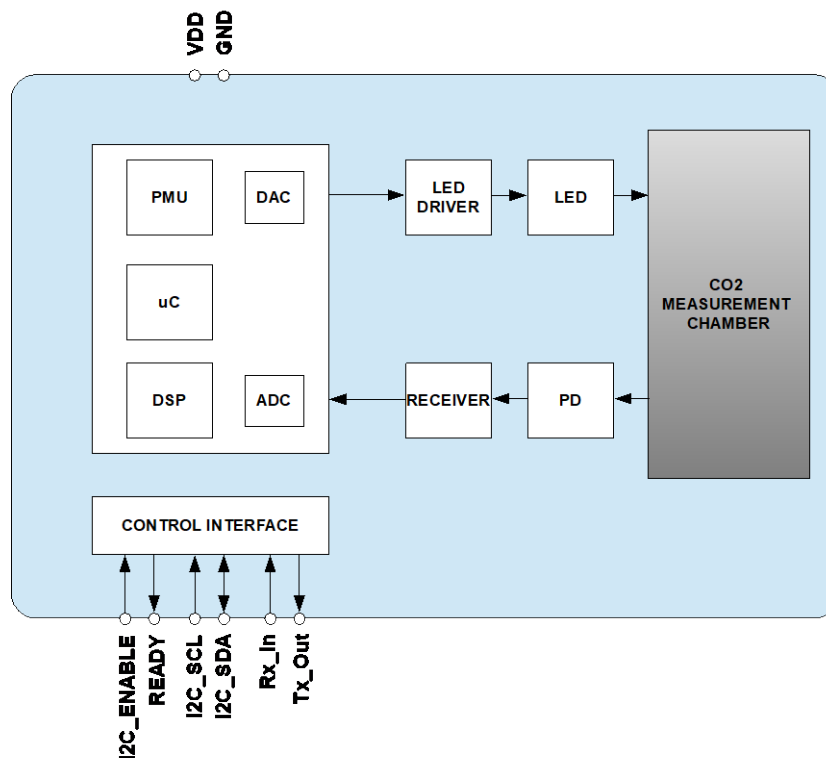 VDD
GND
PMU
DAC
LED
DRIVER
LED
CO2
MEASUREMENT
CHAMBER
uC
DSP
ADC
RECEIVER
PD
CONTROL INTERFACE
I2C_ENABLE
READY
I2C_SCL
I2C_SDA
Rx_In
Tx_Out